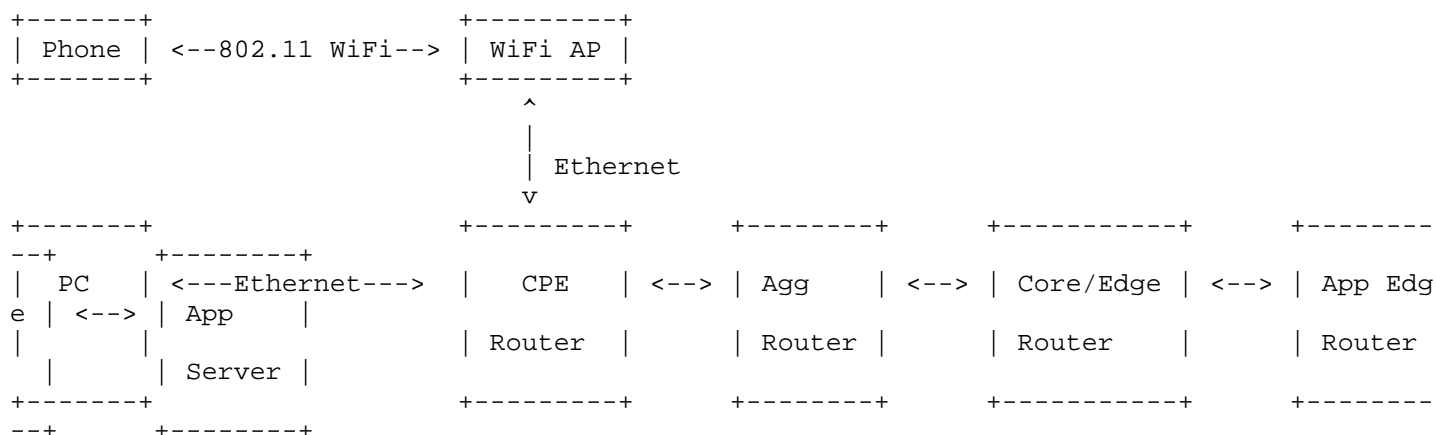 +-------+                    +---------+
| Phone | <--802.11 WiFi--> | WiFi AP |
+-------+                    +---------+
^
|
| Ethernet
v
+-------+                    +---------+      +--------+      +-----------+      +--------
--+      +--------+
|  PC   | <---Ethernet--->  |   CPE   | <--> | Agg    | <--> | Core/Edge | <--> | App Edg
e | <--> | App    |
|       |                    | Router  |      | Router |      | Router    |      | Router
  |      | Server |
+-------+                    +---------+      +--------+      +-----------+      +--------
--+      +--------+